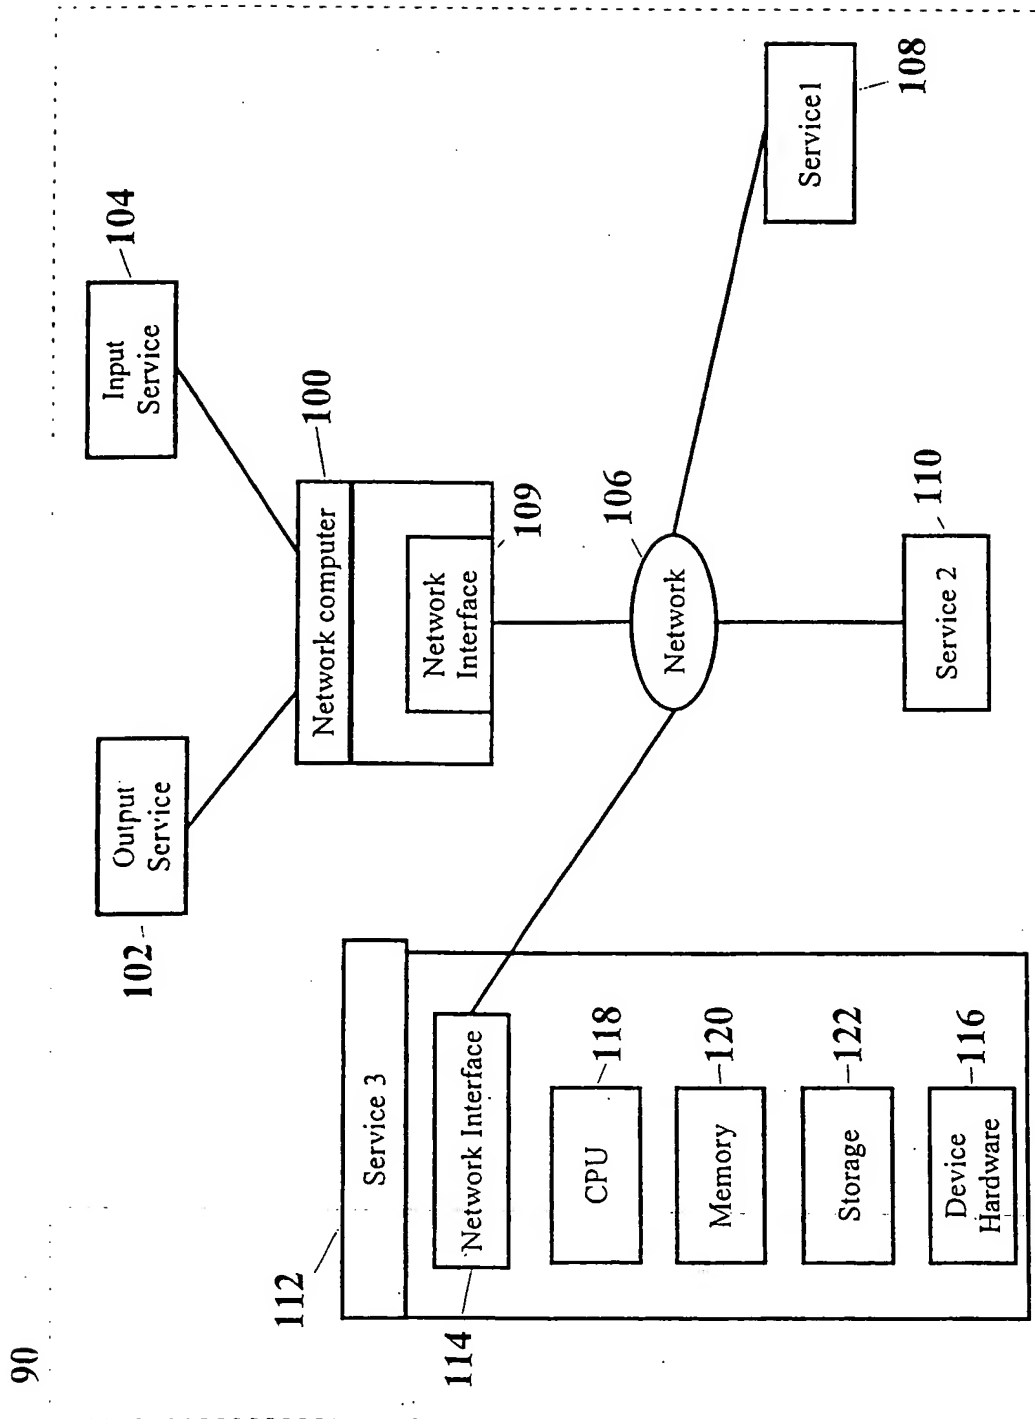 90
102
Output
Service
Input
Service
104
Network computer
100
Network
Interface
109
112
Service 3
114
Network Interface
CPU
118
Memory
120
Storage
122
Device
Hardware
116
Network
106
Service 2
110
Service1
108